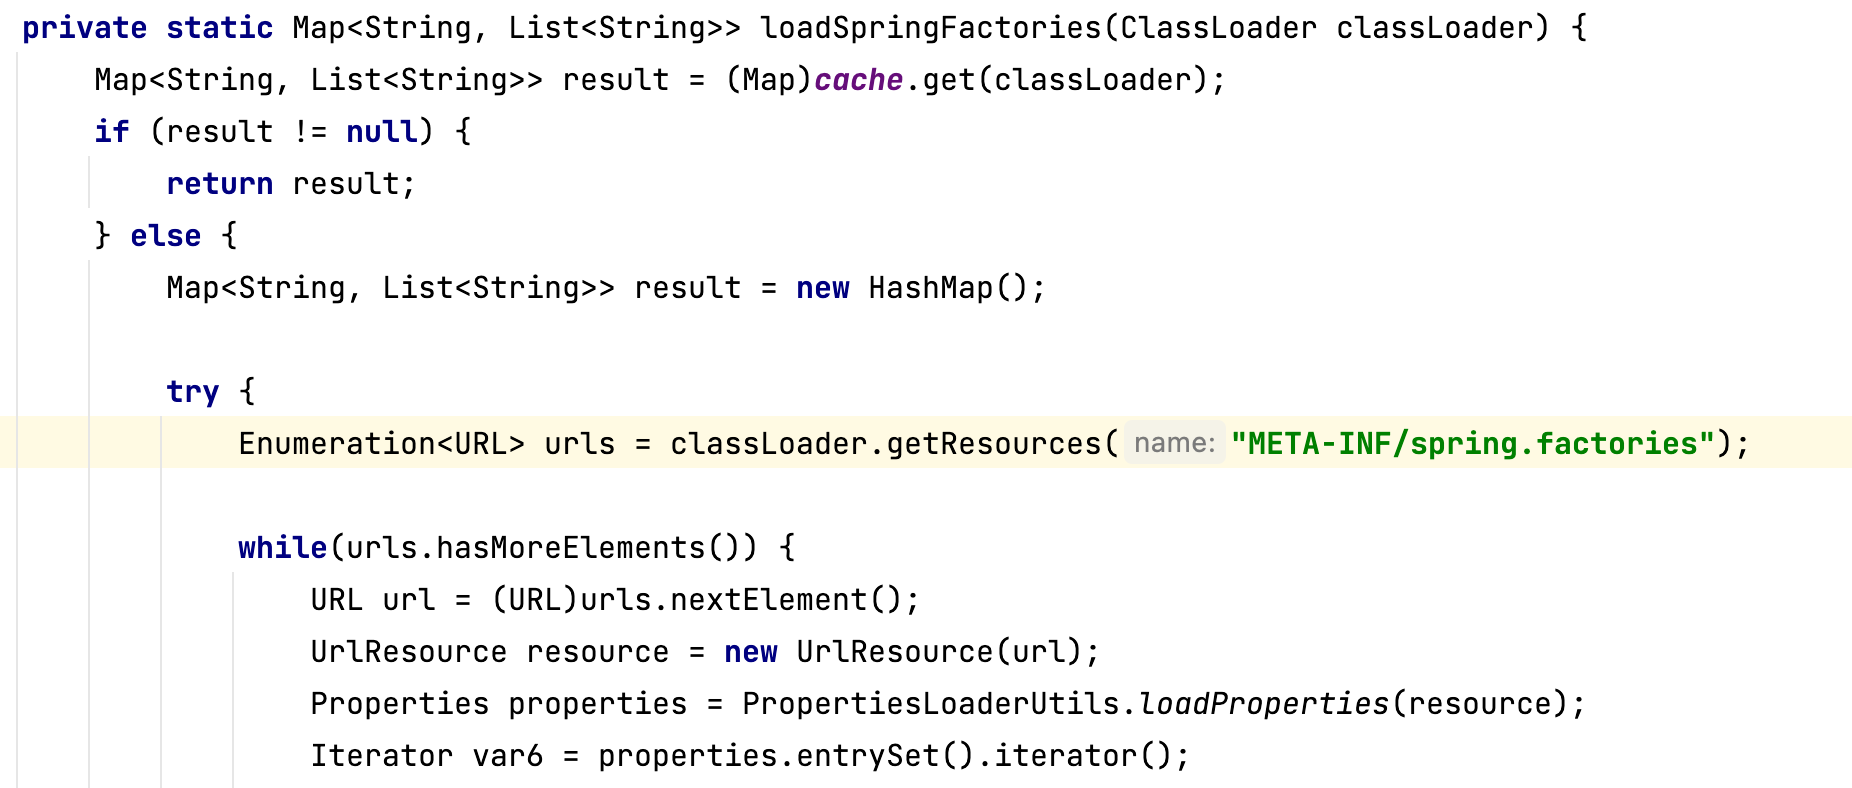 private static Map<String, List<String>> loadSpringFactories(ClassLoader classLoader) {
    Map<String, List<String>> result = (Map)cache.get(classLoader);
    if (result != null) {
        return result;
    } else {
        Map<String, List<String>> result = new HashMap();

        try {
            Enumeration<URL> urls = classLoader.getResources( name: "META-INF/spring.factories");

            while(urls.hasMoreElements()) {
                URL url = (URL)urls.nextElement();
                UrlResource resource = new UrlResource(url);
                Properties properties = PropertiesLoaderUtils.loadProperties(resource);
                Iterator var6 = properties.entrySet().iterator();